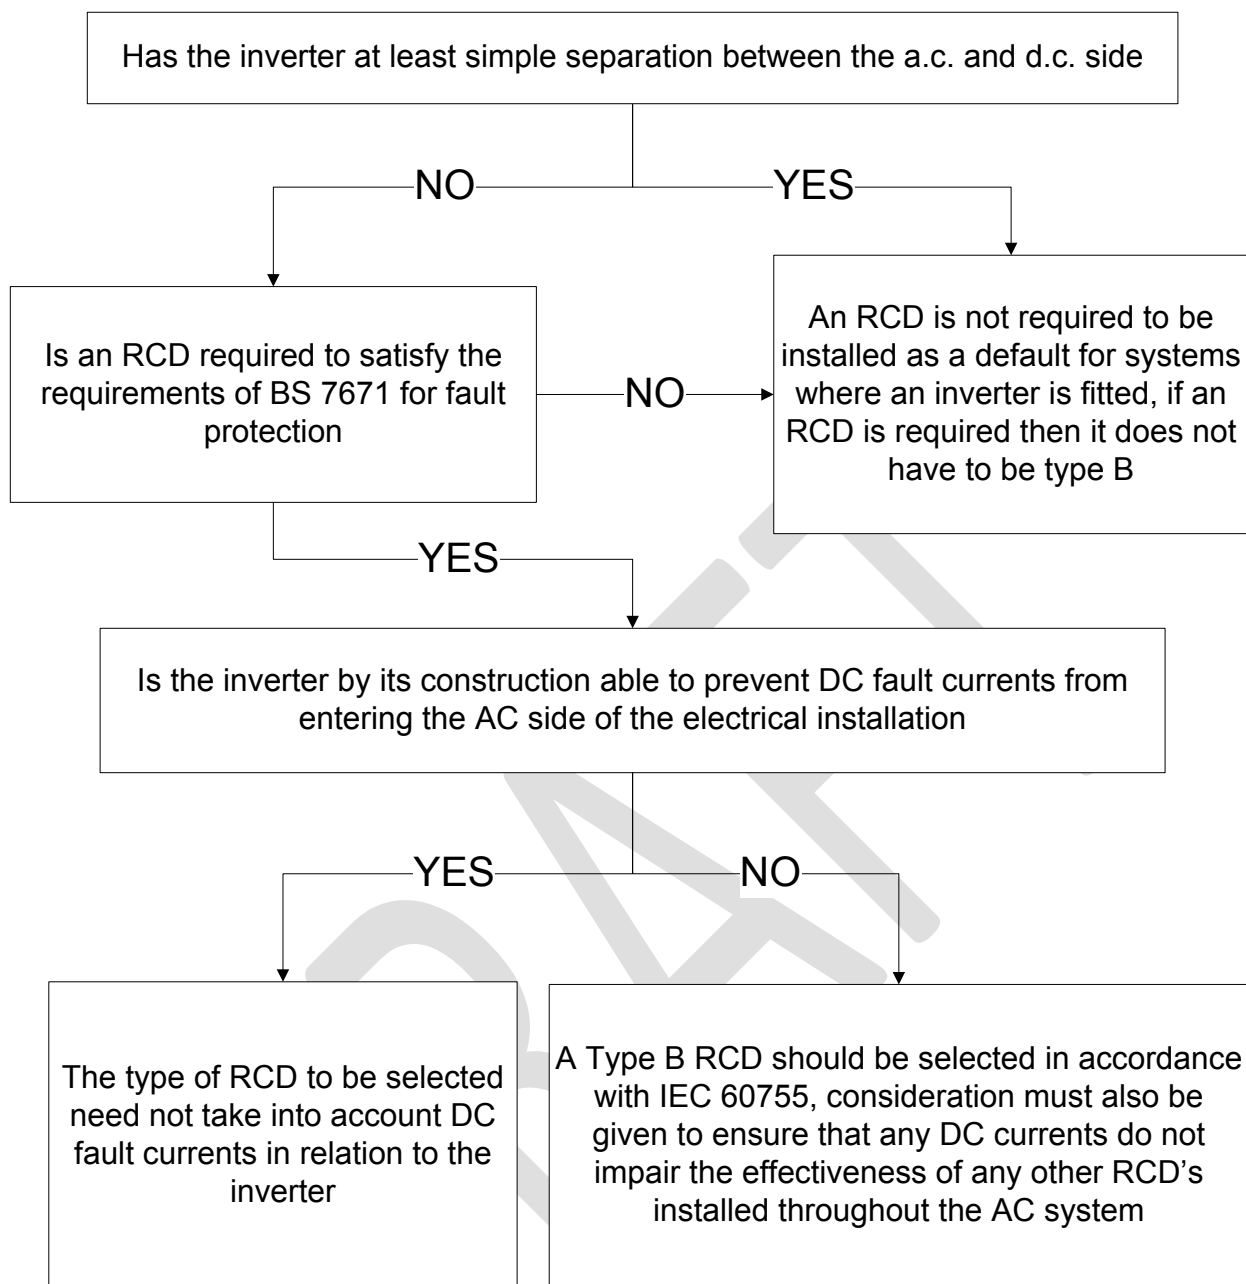 Has the inverter at least simple separation between the a.c. and d.c. side
NO
YES
Is an RCD required to satisfy the
requirements of BS 7671 for fault
protection
NO
An RCD is not required to be
installed as a default for systems
where an inverter is fitted, if an
RCD is required then it does not
have to be type B
YES
Is the inverter by its construction able to prevent DC fault currents from
entering the AC side of the electrical installation
YES
NO
The type of RCD to be selected
need not take into account DC
fault currents in relation to the
inverter
A Type B RCD should be selected in accordance
with IEC 60755, consideration must also be
given to ensure that any DC currents do not
impair the effectiveness of any other RCD’s
installed throughout the AC system